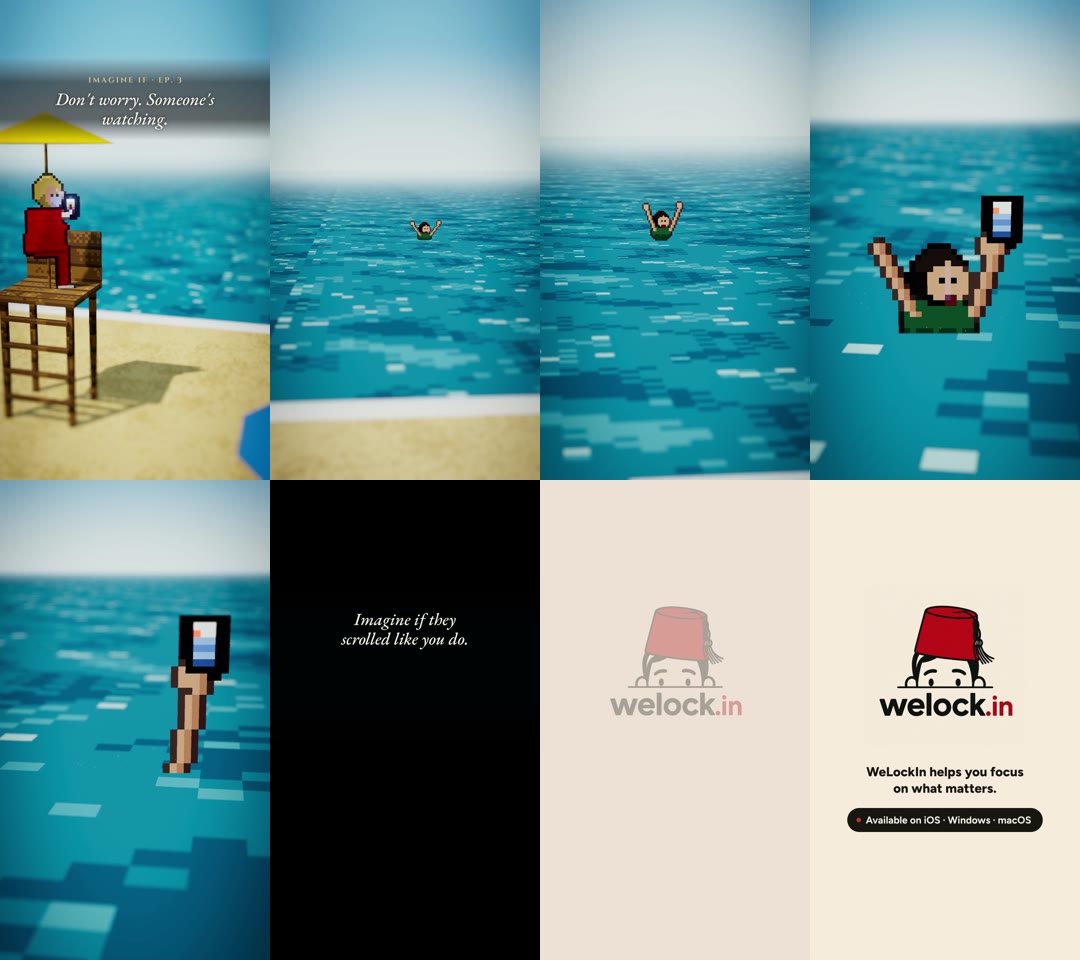 IMAGINE IF · EP. 3
Don't worry. Someone's
watching.
Imagine if they
scrolled like you do.
welock.in
welock.in
WeLockIn helps you focus
on what matters.
Available on iOS · Windows · macOS